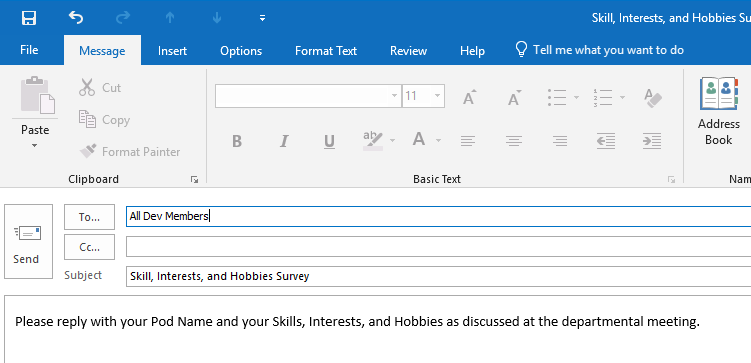 Skill, Interests, and Hobbies Su
File Message Insert Options Format Text Review Help Tell me what you want to do
Paste
Cut
Copy
Format Painter
Clipboard
11
B I U ab A
Basic Text
Address
Book
Nam
Send
To... All Dev Members
Cc...
Subject Skill, Interests, and Hobbies Survey
Please reply with your Pod Name and your Skills, Interests, and Hobbies as discussed at the departmental meeting.